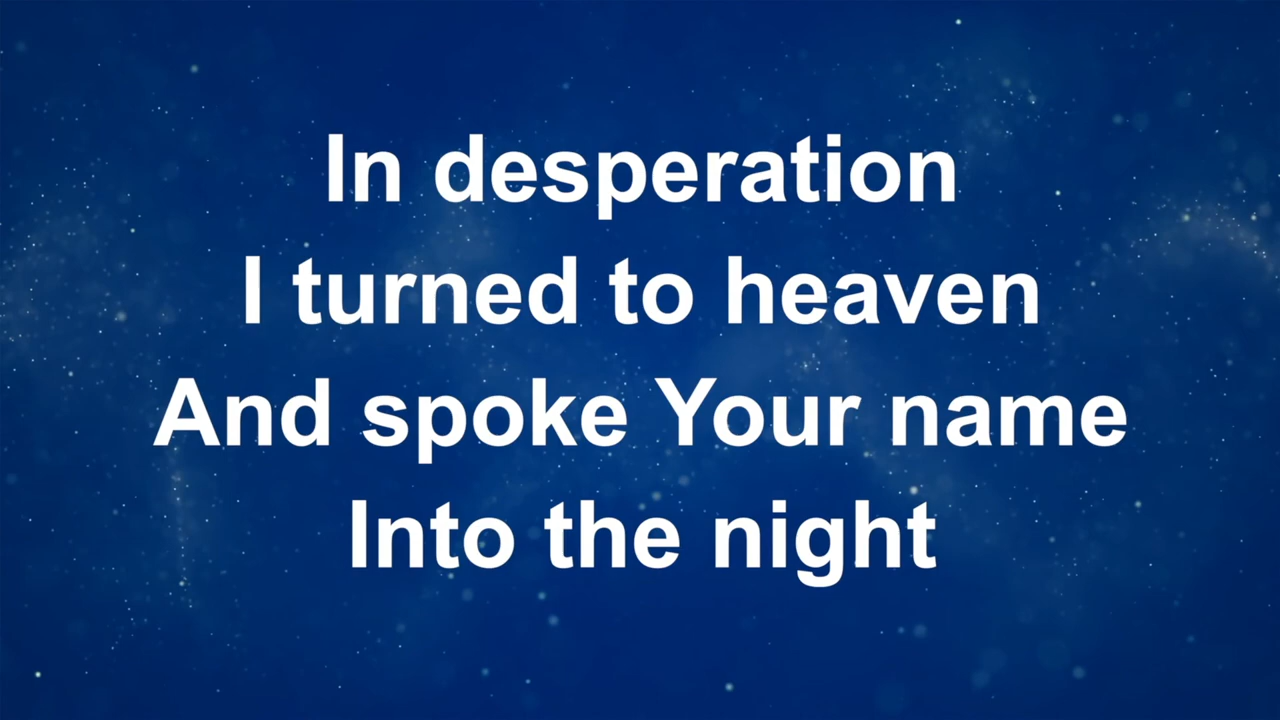 In desperation
I turned to heaven
And spoke Your name
Into the night